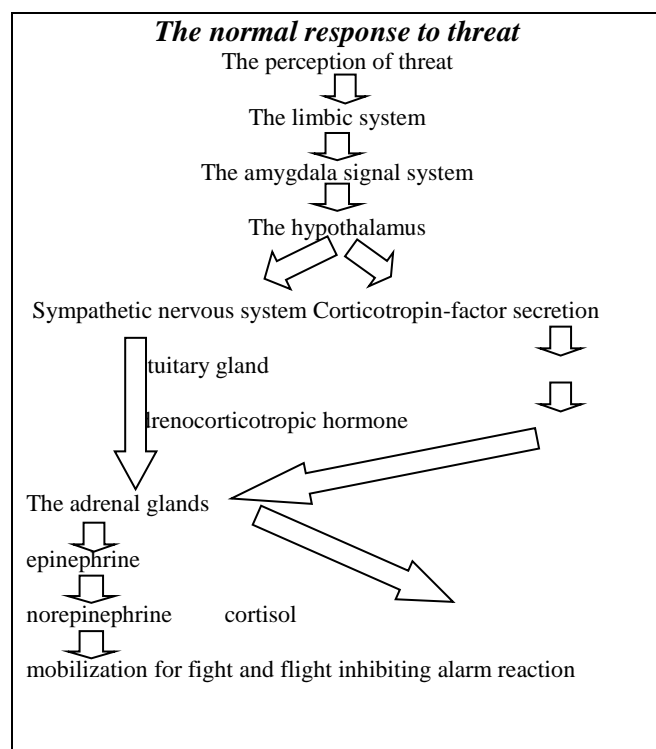 The normal response to threat
The perception of threat
The limbic system
The amygdala signal system
The hypothalamus
Sympathetic nervous system Corticotropin-factor secretion
tuitary gland
drenocorticotropic hormone
The adrenal glands
epinephrine
norepinephrine cortisol
mobilization for fight and flight inhibiting alarm reaction